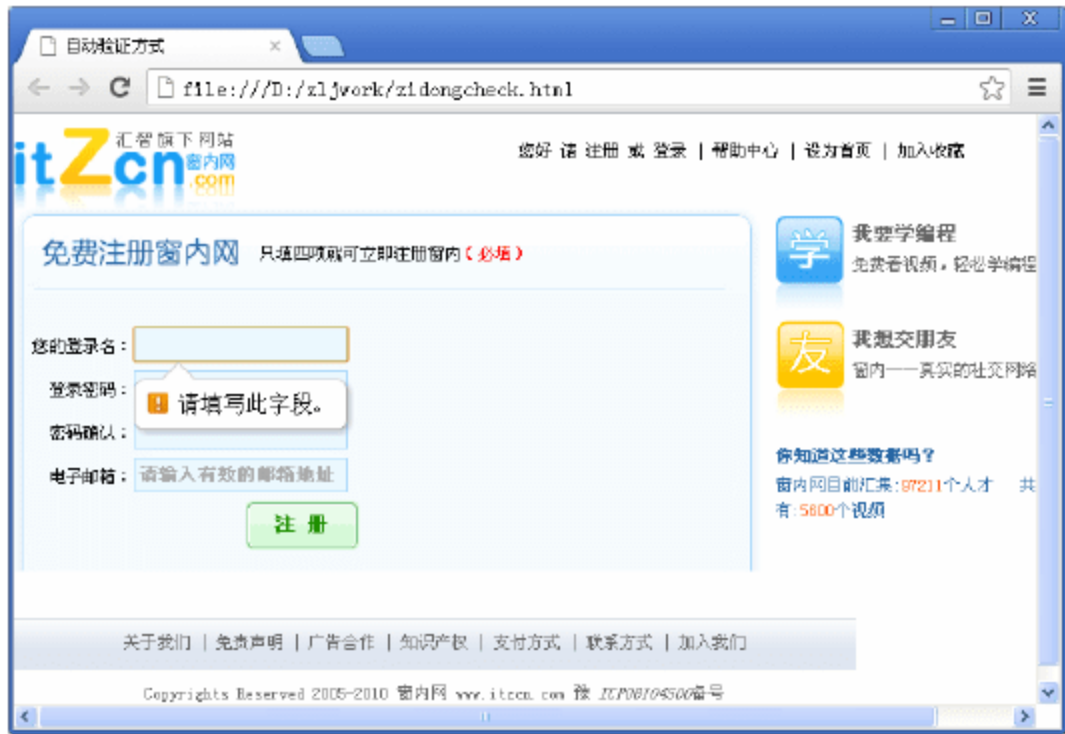 自动验证方式
file:///D:/zljwork/zidongcheck.html
itZcn.com 汇智旗下网站 窗内网
您好 请 注册 或 登录 | 帮助中心 | 设为首页 | 加入收藏
免费注册窗内网 只填四项就可立即注册窗内(必填)
您的登录名：
登录密码：
请填写此字段。
密码确认：
电子邮箱： 请输入有效的邮箱地址
注 册
学 我要学编程
免费看视频，轻松学编程
友 我想交朋友
窗内——真实的社交网络
你知道这些数据吗？
窗内网目前汇集:97211个人才 共
有:5600个视频
关于我们 | 免责声明 | 广告合作 | 知识产权 | 支付方式 | 联系方式 | 加入我们
Copyrights Reserved 2005-2010 窗内网 www.itzcn.com 豫 ICP08104500备号